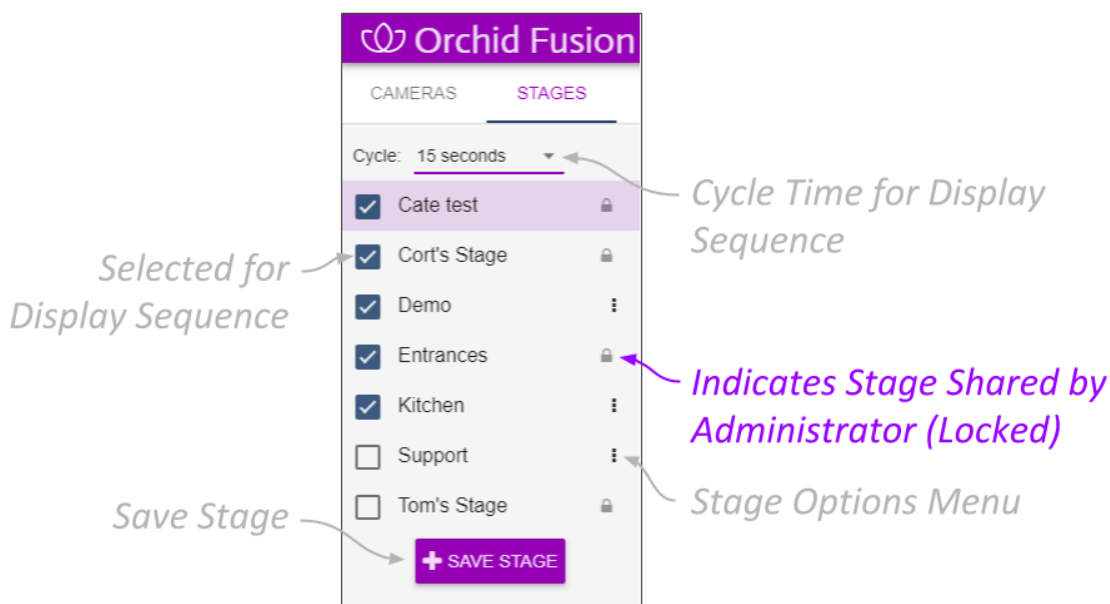 Orchid Fusion
CAMERAS STAGES
Cycle: 15 seconds
Cycle Time for Display
Sequence
Cate test
Cort's Stage
Selected for
Display Sequence
Demo
Entrances
Indicates Stage Shared by
Administrator (Locked)
Kitchen
Support
Stage Options Menu
Tom's Stage
Save Stage
SAVE STAGE